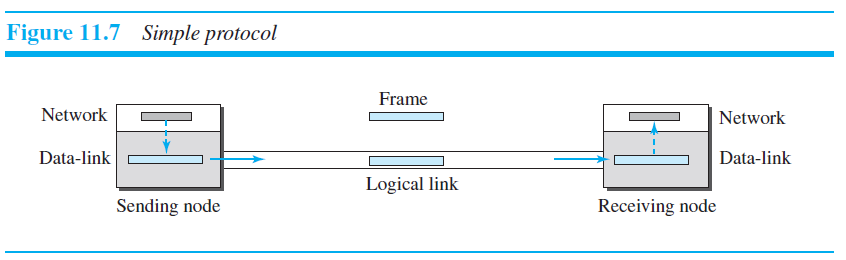 Figure 11.7 Simple protocol
Frame
Network
Network
Data-link
Data-link
Logical link
Sending node
Receiving node